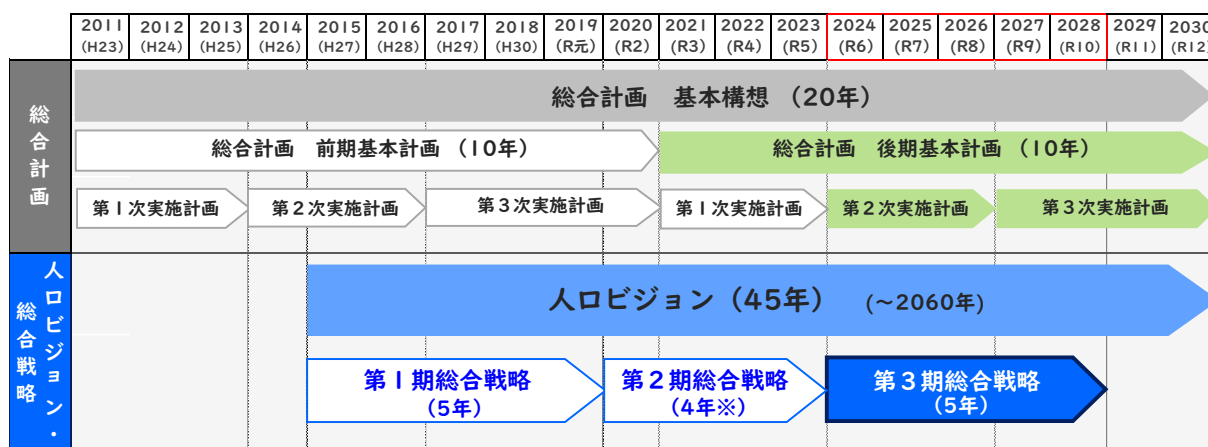 2011 2012 2013 2014 2015 2016 2017 2018 2019 2020 2021 2022 2023 2024 2025 2026 2027 2028 2029 2030
(H23) (H24) (H25) (H26) (H27) (H28) (H29) (H30) (R元) (R2) (R3) (R4) (R5) (R6) (R7) (R8) (R9) (R10) (R11) (R12)
総合計画
総合計画　基本構想 （20年）
総合計画　前期基本計画 （10年） 総合計画　後期基本計画 （10年）
第1次実施計画 第2次実施計画 第3次実施計画 第1次実施計画 第2次実施計画 第3次実施計画
人口ビジョン・
総合戦略
人口ビジョン（45年） (～2060年)
第1期総合戦略 第2期総合戦略 第3期総合戦略
(5年) (4年※) (5年)